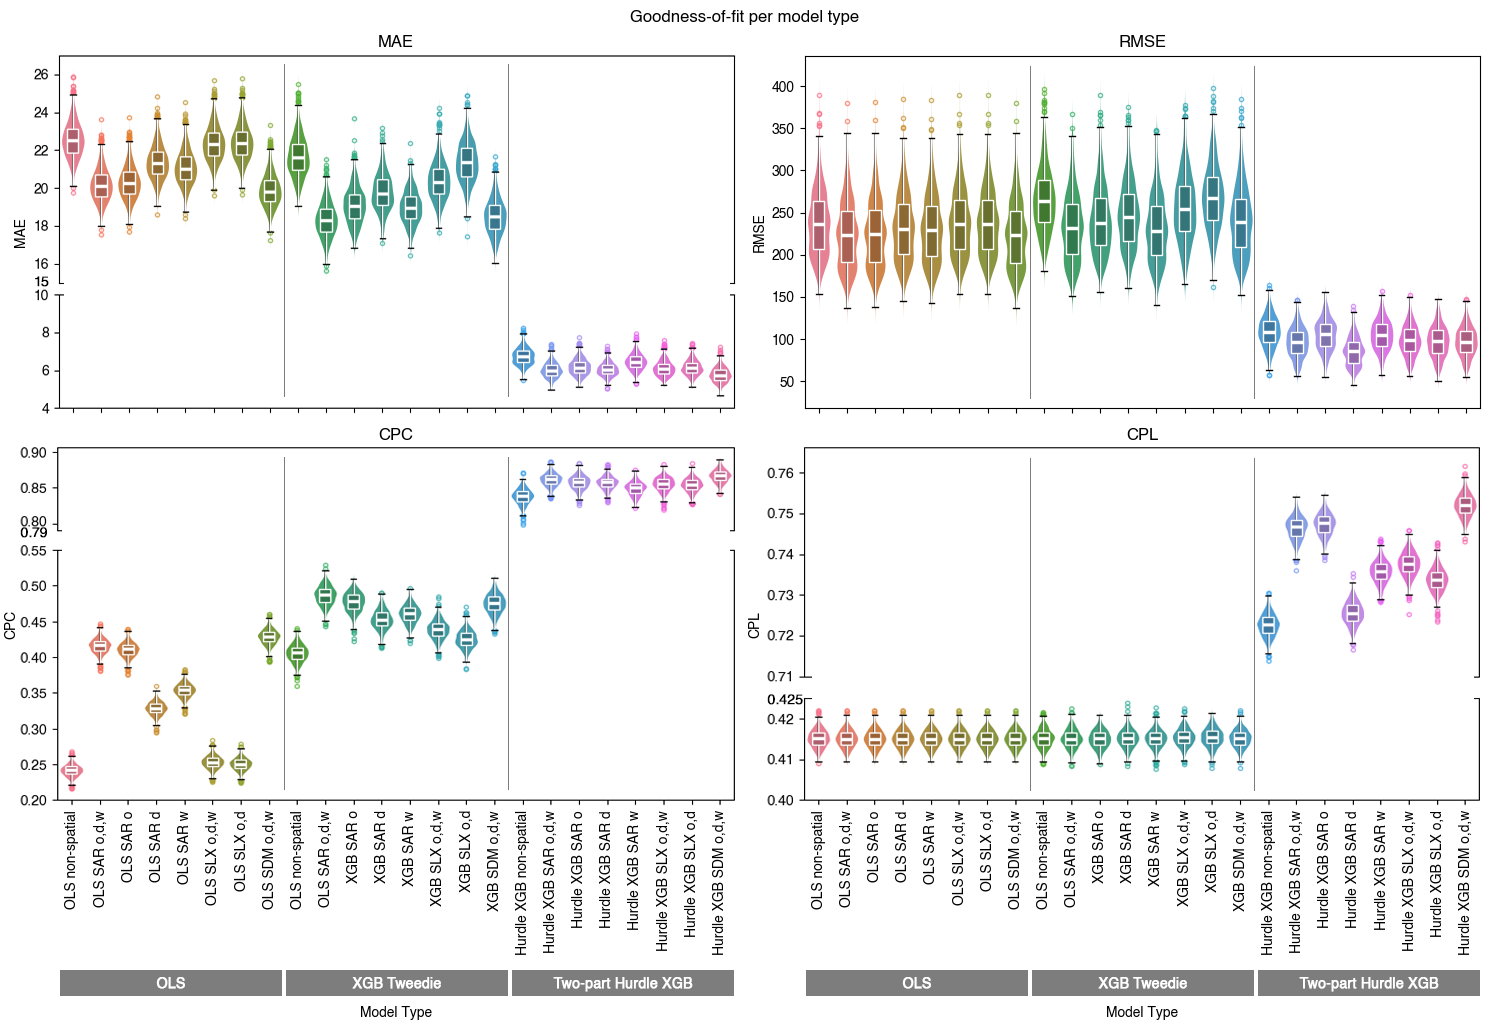 Goodness-of-fit per model type
MAE
26
24
22
20
18
16
15
10
8
6
4
MAE
RMSE
400
350
300
250
200
150
100
50
RMSE
CPC
0.90
0.85
0.80
0.79
0.55
0.50
0.45
0.40
0.35
0.30
0.25
0.20
CPC
OLS non-spatial
OLS SAR o,d,w
OLS SAR o
OLS SAR d
OLS SAR w
OLS SLX o,d,w
OLS SLX o,d
OLS SDM o,d,w
OLS non-spatial
OLS SAR o,d,w
XGB SAR o
XGB SAR d
XGB SAR w
XGB SLX o,d,w
XGB SLX o,d
XGB SDM o,d,w
Hurdle XGB non-spatial
Hurdle XGB SAR o,d,w
Hurdle XGB SAR o
Hurdle XGB SAR d
Hurdle XGB SAR w
Hurdle XGB SLX o,d,w
Hurdle XGB SLX o,d
Hurdle XGB SDM o,d,w
OLS
XGB Tweedie
Two-part Hurdle XGB
Model Type
CPL
0.76
0.75
0.74
0.73
0.72
0.71
0.425
0.42
0.41
0.40
CPL
OLS non-spatial
OLS SAR o,d,w
OLS SAR o
OLS SAR d
OLS SAR w
OLS SLX o,d,w
OLS SLX o,d
OLS SDM o,d,w
OLS non-spatial
OLS SAR o,d,w
XGB SAR o
XGB SAR d
XGB SAR w
XGB SLX o,d,w
XGB SLX o,d
XGB SDM o,d,w
Hurdle XGB non-spatial
Hurdle XGB SAR o,d,w
Hurdle XGB SAR o
Hurdle XGB SAR d
Hurdle XGB SAR w
Hurdle XGB SLX o,d,w
Hurdle XGB SLX o,d
Hurdle XGB SDM o,d,w
OLS
XGB Tweedie
Two-part Hurdle XGB
Model Type